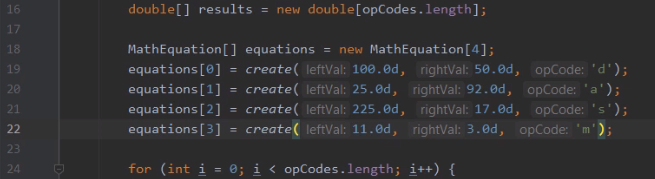 16 double[] results = new double[opCodes.length];
17
18 MathEquation[] equations = new MathEquation[4];
19 equations[0] = create( leftVal: 100.0d, rightVal: 50.0d, opCode: 'd');
20 equations[1] = create( leftVal: 25.0d, rightVal: 92.0d, opCode: 'a');
21 equations[2] = create( leftVal: 225.0d, rightVal: 17.0d, opCode: 's');
22 equations[3] = create( leftVal: 11.0d, rightVal: 3.0d, opCode: 'm');
23
24 for (int i = 0; i < opCodes.length; i++) {